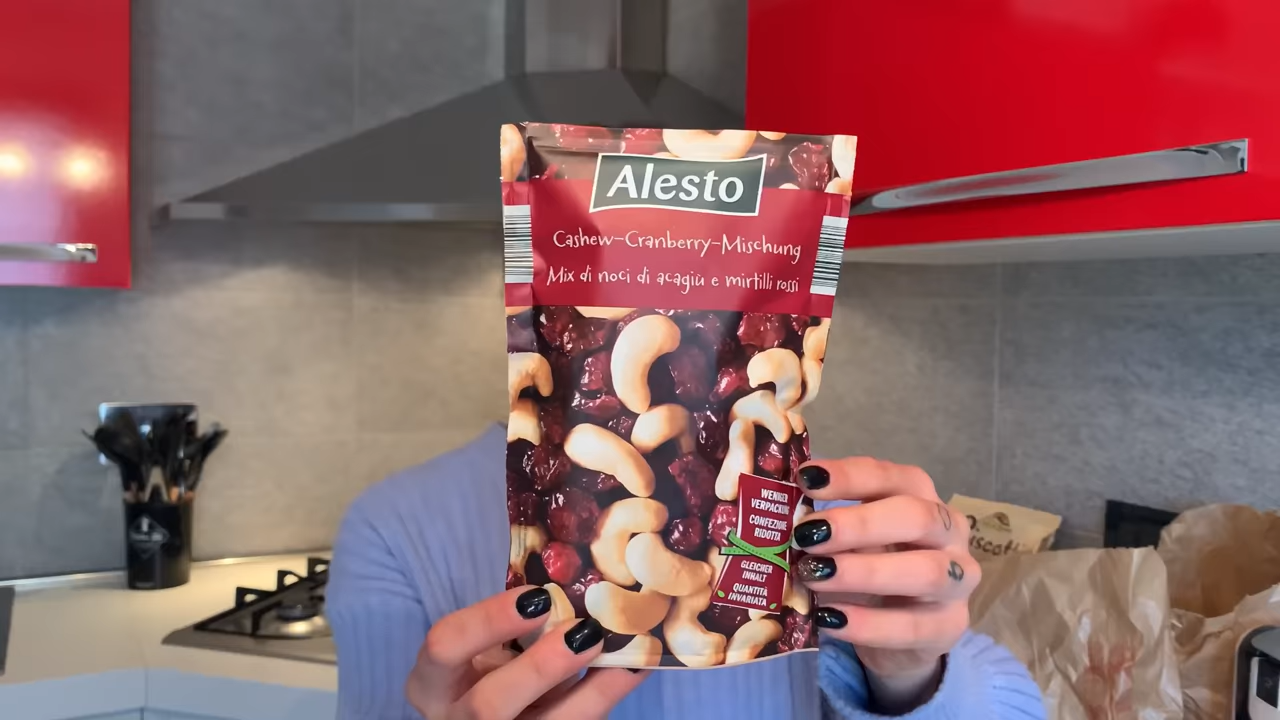 Alesto
Cashew-Cranberry-Mischung
Mix di noci di acagiù e mirtilli rossi
WENIGER
VERPACKUNG
CONFEZIONE
RIDOTTA
GLEICHER
INHALT
QUANTITÀ
INVARIATA